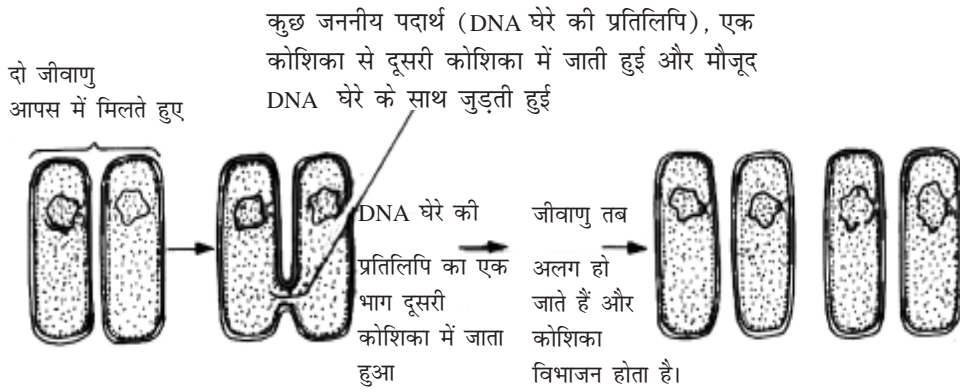 कुछ जननीय पदार्थ (DNA घेरे की प्रतिलिपि), एक
कोशिका से दूसरी कोशिका में जाती हुई और मौजूद
DNA घेरे के साथ जुड़ती हुई
दो जीवाणु
आपस में मिलते हुए
DNA घेरे की
प्रतिलिपि का एक
भाग दूसरी
कोशिका में जाता
हुआ
जीवाणु तब
अलग हो
जाते हैं और
कोशिका
विभाजन होता है।